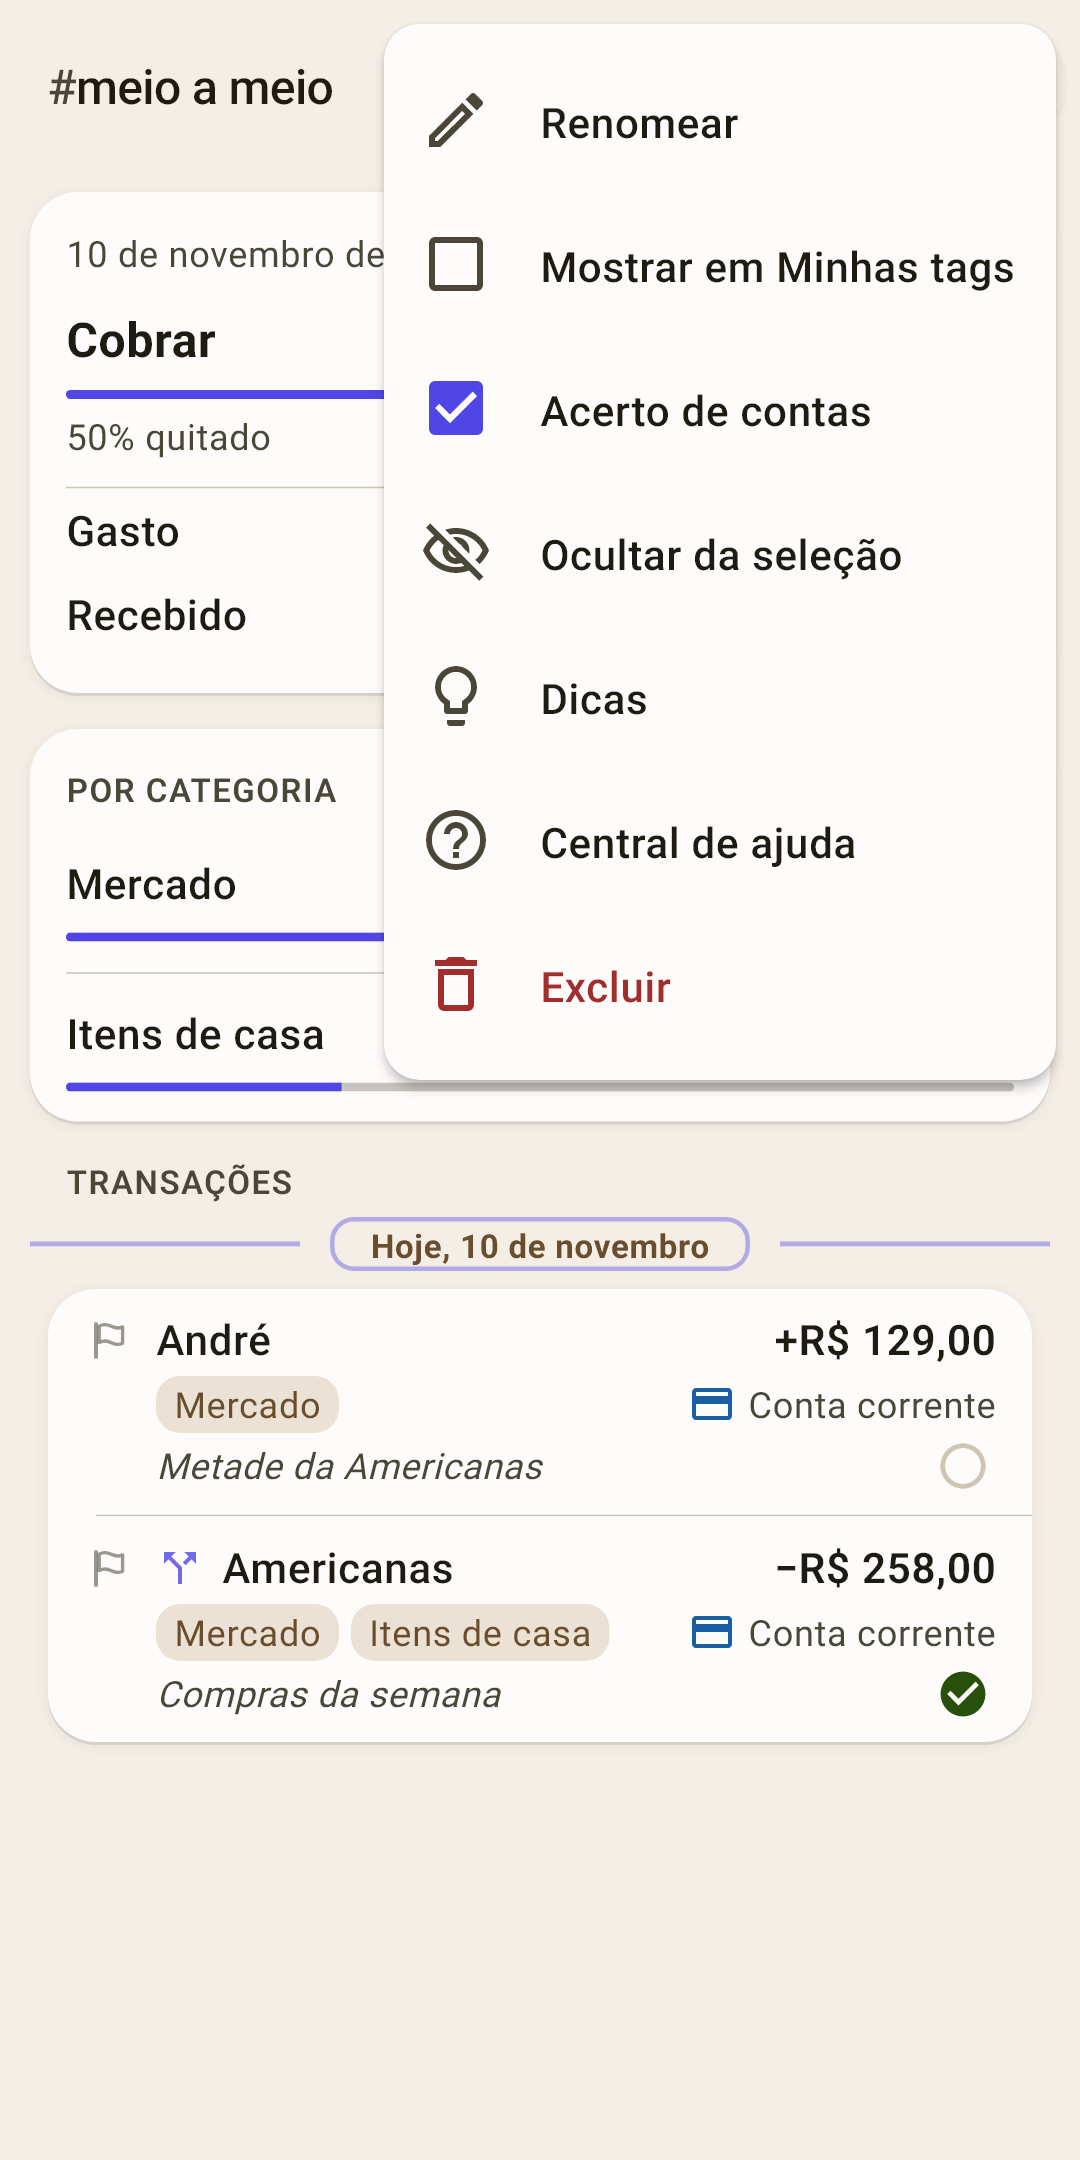 #meio a meio
Renomear
Mostrar em Minhas tags
Acerto de contas
Ocultar da seleção
Dicas
Central de ajuda
Excluir
10 de novembro de
Cobrar
50% quitado
Gasto
Recebido
POR CATEGORIA
Mercado
Itens de casa
TRANSAÇÕES
Hoje, 10 de novembro
André +R$ 129,00
Mercado Conta corrente
Metade da Americanas
Americanas −R$ 258,00
Mercado Itens de casa Conta corrente
Compras da semana